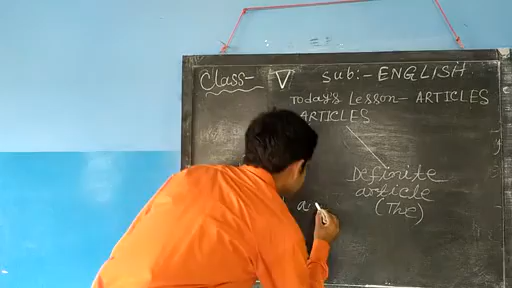 Class- V
sub:- ENGLISH
Today's Lesson- ARTICLES
ARTICLES
Definite
article
(The)
a